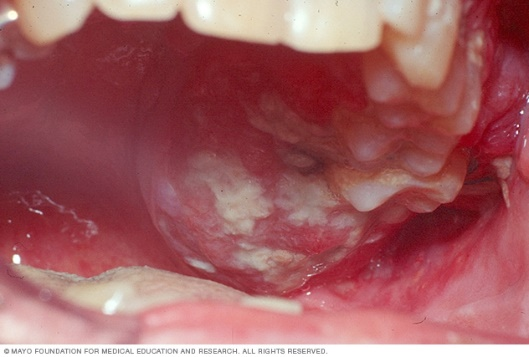 © MAYO FOUNDATION FOR MEDICAL EDUCATION AND RESEARCH. ALL RIGHTS RESERVED.